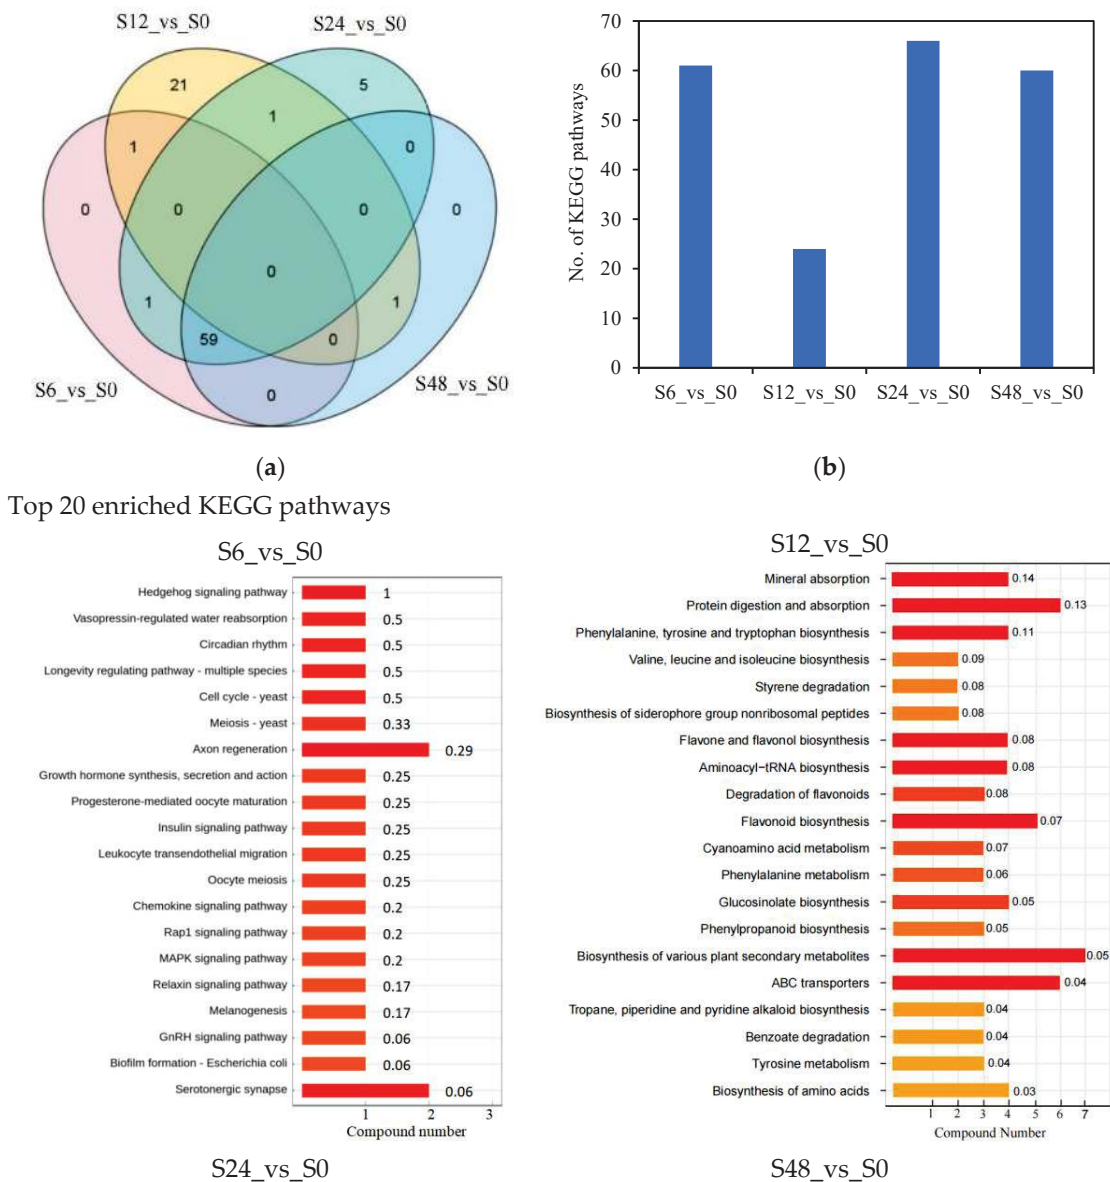 S12_vs_S0
S24_vs_S0
21
5
1
1
0
0
0
0
0
0
1
1
59
0
0
S6_vs_S0
S48_vs_S0
(a)
No. of KEGG pathways
70
60
50
40
30
20
10
0
S6_vs_S0 S12_vs_S0 S24_vs_S0 S48_vs_S0
(b)
Top 20 enriched KEGG pathways
S6_vs_S0
Hedgehog signaling pathway 1
Vasopressin-regulated water reabsorption 0.5
Circadian rhythm 0.5
Longevity regulating pathway - multiple species 0.5
Cell cycle - yeast 0.5
Meiosis - yeast 0.33
Axon regeneration 0.29
Growth hormone synthesis, secretion and action 0.25
Progesterone-mediated oocyte maturation 0.25
Insulin signaling pathway 0.25
Leukocyte transendothelial migration 0.25
Oocyte meiosis 0.25
Chemokine signaling pathway 0.2
Rap1 signaling pathway 0.2
MAPK signaling pathway 0.2
Relaxin signaling pathway 0.17
Melanogenesis 0.17
GnRH signaling pathway 0.06
Biofilm formation - Escherichia coli 0.06
Serotonergic synapse 0.06
1 2 3
Compound number
S12_vs_S0
Mineral absorption 0.14
Protein digestion and absorption 0.13
Phenylalanine, tyrosine and tryptophan biosynthesis 0.11
Valine, leucine and isoleucine biosynthesis 0.09
Styrene degradation 0.08
Biosynthesis of siderophore group nonribosomal peptides 0.08
Flavone and flavonol biosynthesis 0.08
Aminoacyl−tRNA biosynthesis 0.08
Degradation of flavonoids 0.08
Flavonoid biosynthesis 0.07
Cyanoamino acid metabolism 0.07
Phenylalanine metabolism 0.06
Glucosinolate biosynthesis 0.05
Phenylpropanoid biosynthesis 0.05
Biosynthesis of various plant secondary metabolites 0.05
ABC transporters 0.04
Tropane, piperidine and pyridine alkaloid biosynthesis 0.04
Benzoate degradation 0.04
Tyrosine metabolism 0.04
Biosynthesis of amino acids 0.03
1 2 3 4 5 6 7
Compound Number
S24_vs_S0
S48_vs_S0